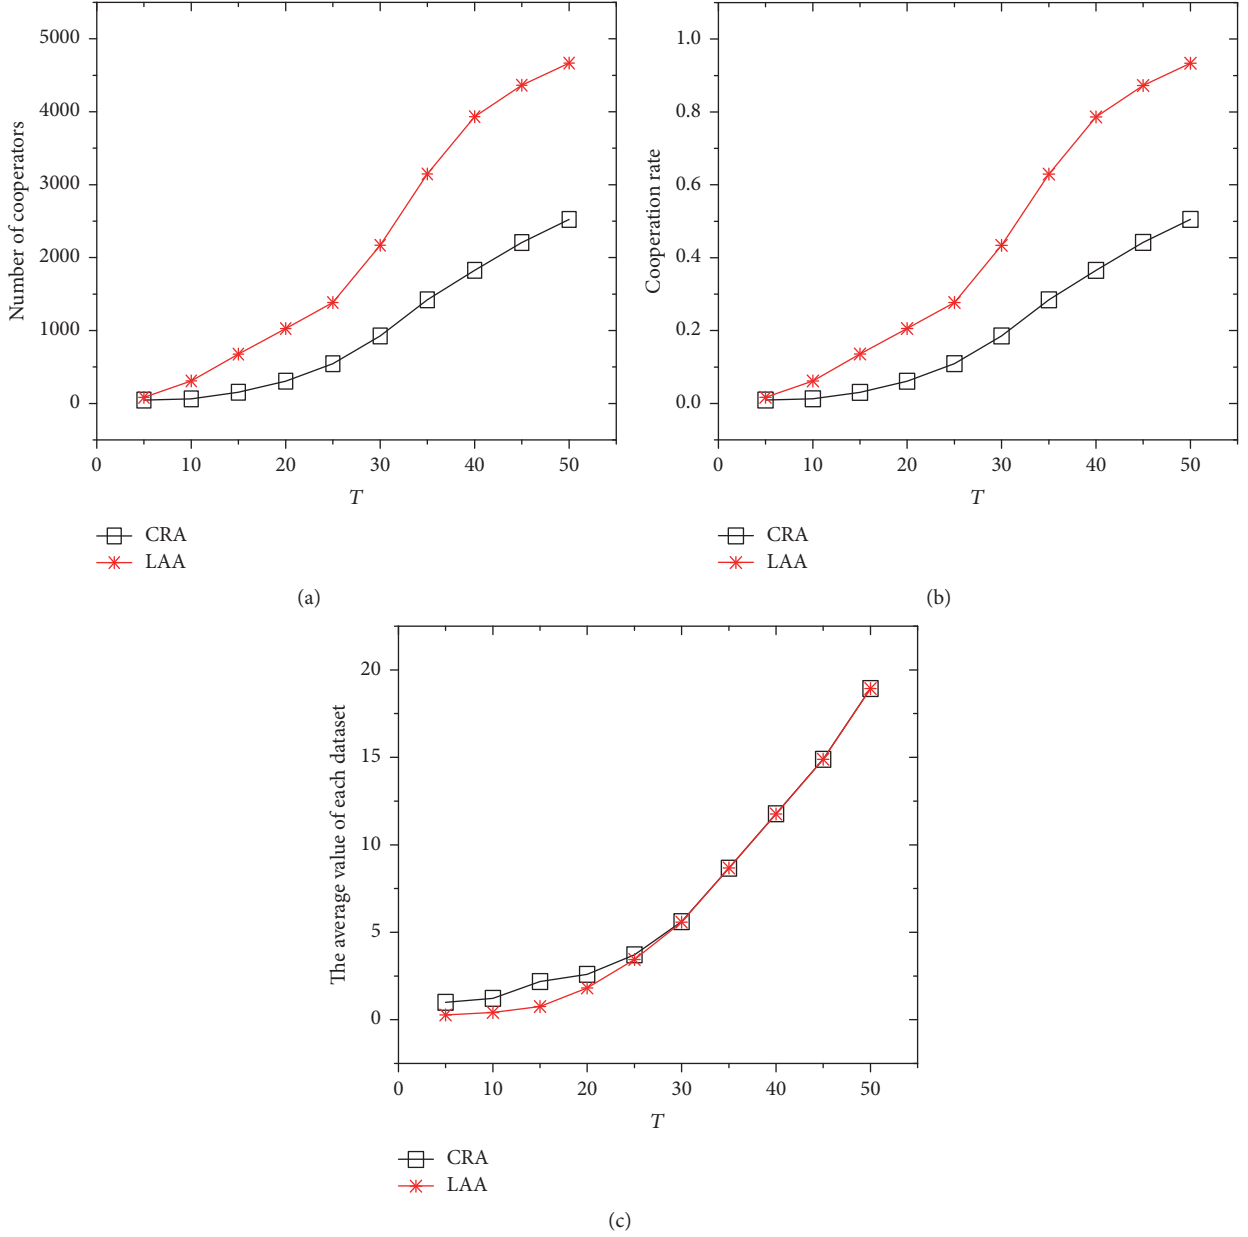 5000
4000
3000
2000
1000
0
Number of cooperators
0 10 20 30 40 50
T
CRA
LAA
(a)
1.0
0.8
0.6
0.4
0.2
0.0
Cooperation rate
0 10 20 30 40 50
T
CRA
LAA
(b)
20
15
10
5
0
The average value of each dataset
0 10 20 30 40 50
T
CRA
LAA
(c)